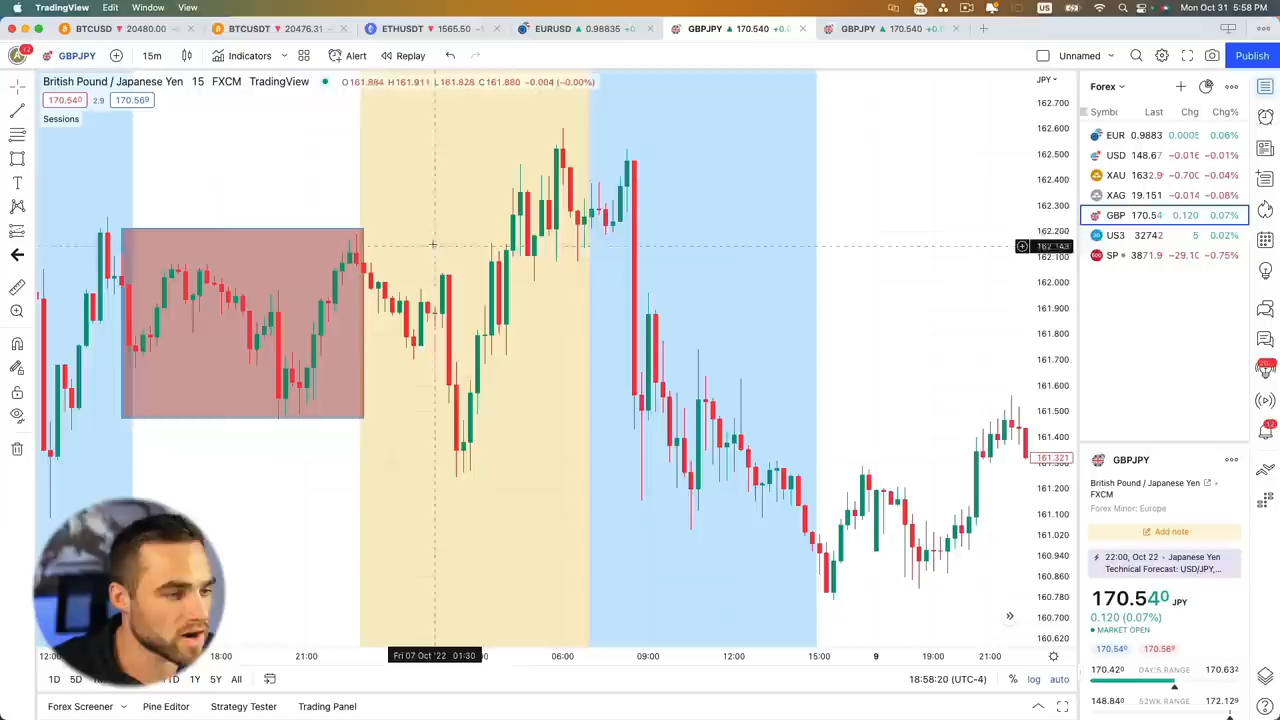 TradingView Edit Window View
US
Mon Oct 31 5:58 PM
BTCUSD ▼ 20480.00
BTCUSDT ▼ 20476.31
ETHUSDT ▼ 1565.50 −1.
EURUSD ▲ 0.98835 +0.
GBPJPY ▲ 170.540 +0.
GBPJPY ▲ 170.540 +0.
12 GBPJPY 15m Indicators Alert Replay Unnamed Publish
British Pound / Japanese Yen 15 FXCM TradingView O161.884 H161.911 L161.828 C161.880 −0.004 (−0.00%) JPY
170.540 2.9 170.569
Sessions
162.700
162.600
162.500
162.400
162.300
162.200
162.143
162.100
162.000
161.900
161.800
161.700
161.600
161.500
161.400
161.321
161.200
161.100
161.020
160.940
160.860
160.780
160.700
160.620
12:00 18:00 21:00 Fri 07 Oct '22 01:30 06:00 09:00 12:00 15:00 9 19:00 21:00
1D 5D 1Y 5Y All 18:58:20 (UTC-4) % log auto
Forex Screener Pine Editor Strategy Tester Trading Panel
Forex
Symbo Last Chg Chg%
EUR 0.9883 0.0005 0.06%
USD 148.67 −0.016 −0.01%
XAU 1632.9 −0.700 −0.04%
XAG 19.151 −0.014 −0.08%
GBP 170.54 0.120 0.07%
US3 32742 5 0.02%
SP 3871.9 −29.10 −0.75%
GBPJPY
British Pound / Japanese Yen
FXCM
Forex Minor: Europe
Add note
22:00, Oct 22 - Japanese Yen
Technical Forecast: USD/JPY,...
170.540 JPY
0.120 (0.07%)
MARKET OPEN
170.540 170.569
170.420 DAY'S RANGE 170.632
148.840 52WK RANGE 172.129
12